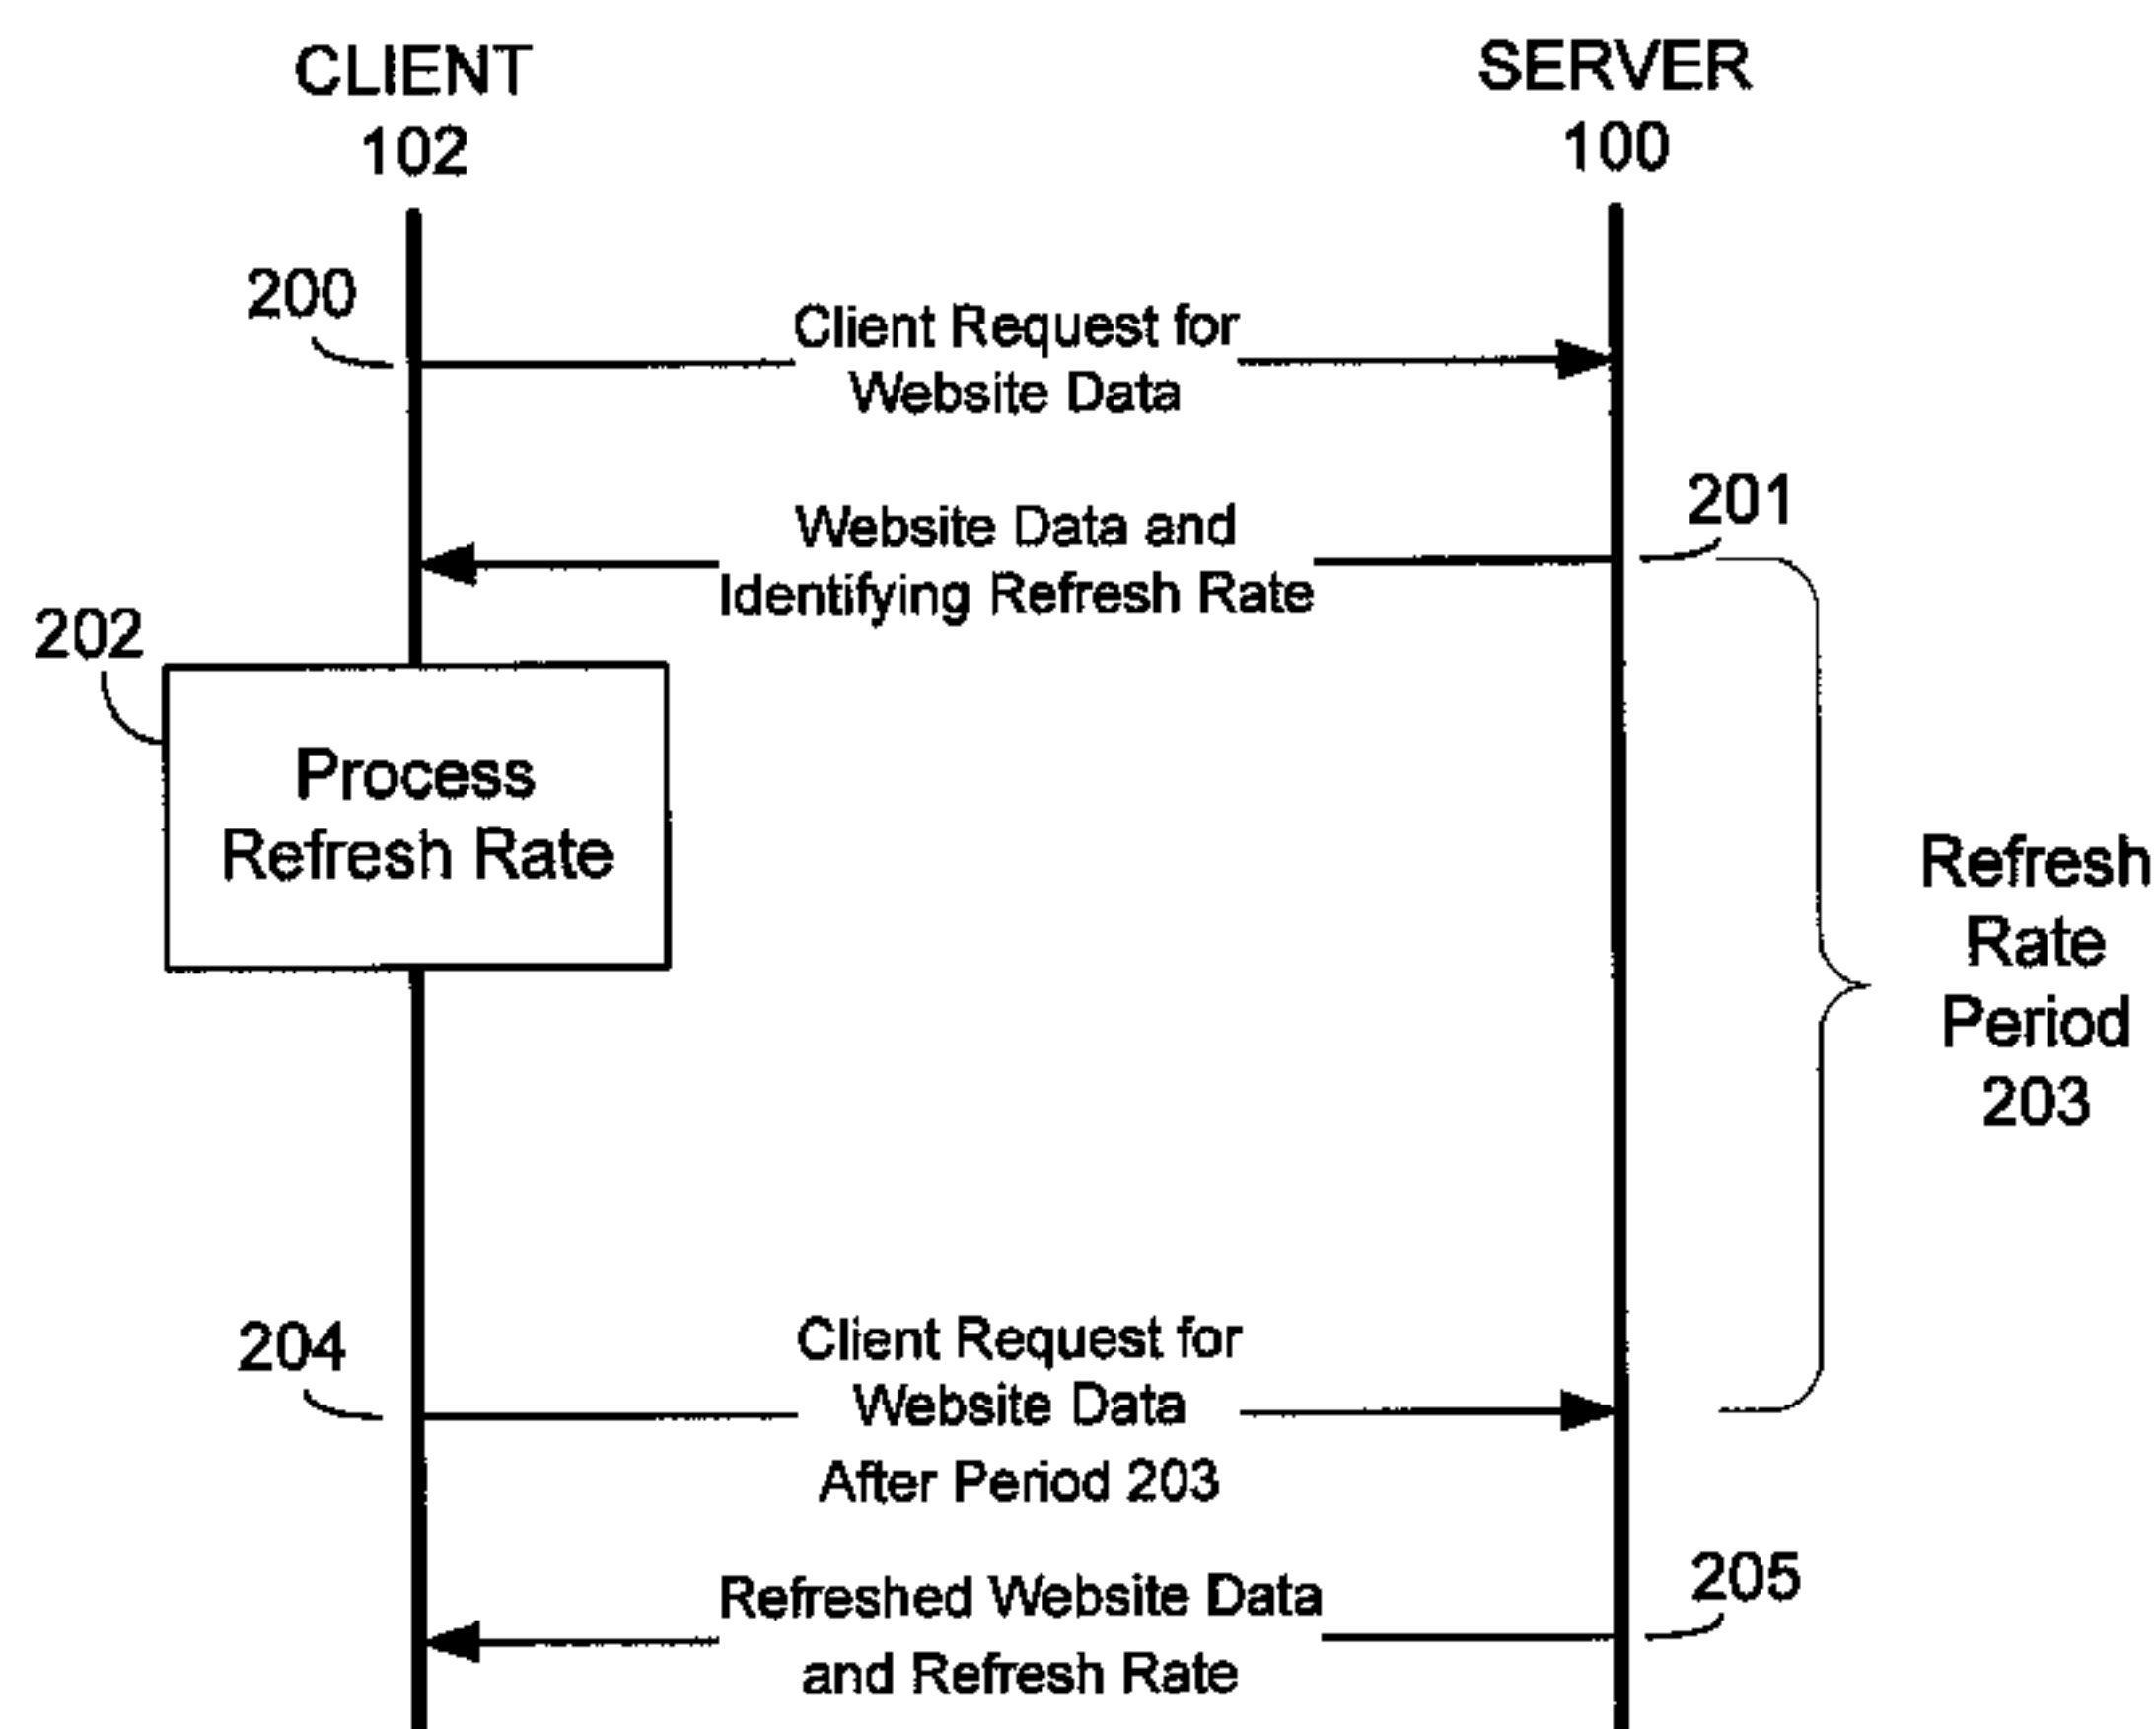 CLIENT
102
SERVER
100
200
Client Request for
Website Data
201
Website Data and
Identifying Refresh Rate
202
Process
Refresh Rate
Refresh
Rate
Period
203
204
Client Request for
Website Data
After Period 203
205
Refreshed Website Data
and Refresh Rate